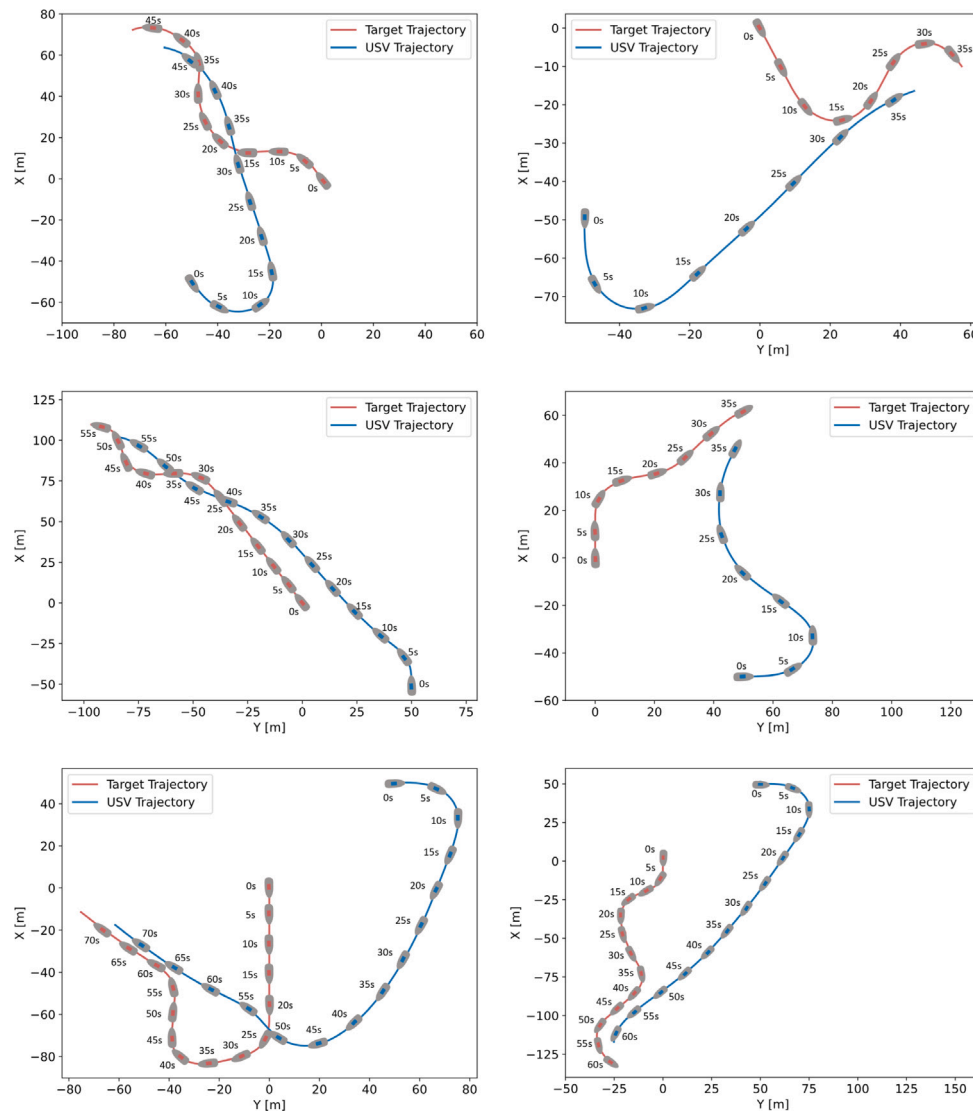 80
60
40
20
0
−20
−40
−60
X [m]
−100
−80
−60
−40
−20
0
20
40
60
Y [m]
Target Trajectory
USV Trajectory
45s
40s
35s
30s
25s
20s
15s
10s
5s
0s
45s
40s
35s
30s
25s
20s
15s
10s
5s
0s
0
−10
−20
−30
−40
−50
−60
−70
X [m]
−40
−20
0
20
40
60
Y [m]
Target Trajectory
USV Trajectory
0s
5s
10s
15s
20s
25s
30s
35s
0s
5s
10s
15s
20s
25s
30s
35s
125
100
75
50
25
0
−25
−50
X [m]
−100
−75
−50
−25
0
25
50
75
Y [m]
Target Trajectory
USV Trajectory
55s
50s
45s
40s
35s
30s
25s
20s
15s
10s
5s
0s
55s
50s
45s
40s
35s
30s
25s
20s
15s
10s
5s
0s
60
40
20
0
−20
−40
−60
X [m]
0
20
40
60
80
100
120
Y [m]
Target Trajectory
USV Trajectory
35s
30s
25s
20s
15s
10s
5s
0s
35s
30s
25s
20s
15s
10s
5s
0s
40
20
0
−20
−40
−60
−80
X [m]
−80
−60
−40
−20
0
20
40
60
80
Y [m]
Target Trajectory
USV Trajectory
0s
5s
10s
15s
20s
25s
30s
35s
40s
45s
50s
55s
60s
65s
70s
0s
5s
10s
15s
20s
25s
30s
35s
40s
45s
50s
55s
60s
65s
70s
50
25
0
−25
−50
−75
−100
−125
X [m]
−50
−25
0
25
50
75
100
125
150
Y [m]
Target Trajectory
USV Trajectory
0s
5s
10s
15s
20s
25s
30s
35s
40s
45s
50s
55s
60s
0s
5s
10s
15s
20s
25s
30s
35s
40s
45s
50s
55s
60s